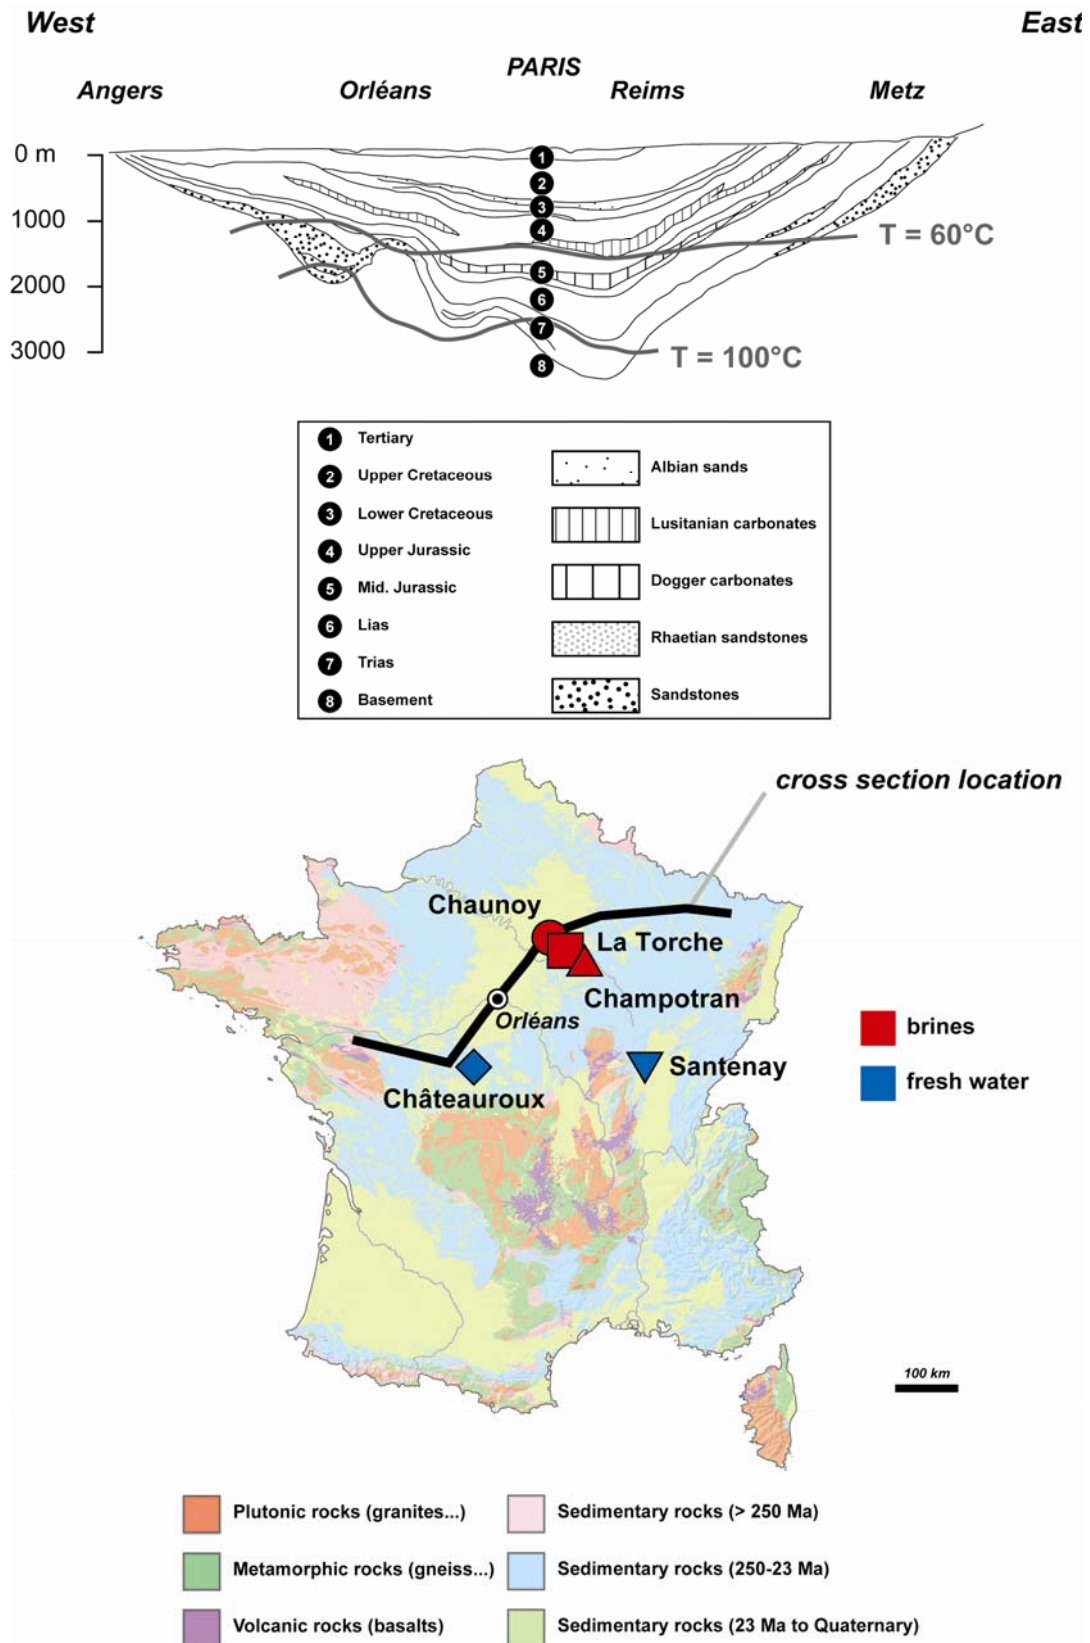 West East
PARIS
Angers Orléans Reims Metz
0 m
1000
2000
3000
T = 60°C
T = 100°C
1
2
3
4
5
6
7
8
1 Tertiary
2 Upper Cretaceous
3 Lower Cretaceous
4 Upper Jurassic
5 Mid. Jurassic
6 Lias
7 Trias
8 Basement
Albian sands
Lusitanian carbonates
Dogger carbonates
Rhaetian sandstones
Sandstones
cross section location
Chaunoy
La Torche
Champotran
Orléans
Santenay
Châteauroux
brines
fresh water
100 km
Plutonic rocks (granites...)
Metamorphic rocks (gneiss...)
Volcanic rocks (basalts)
Sedimentary rocks (> 250 Ma)
Sedimentary rocks (250-23 Ma)
Sedimentary rocks (23 Ma to Quaternary)